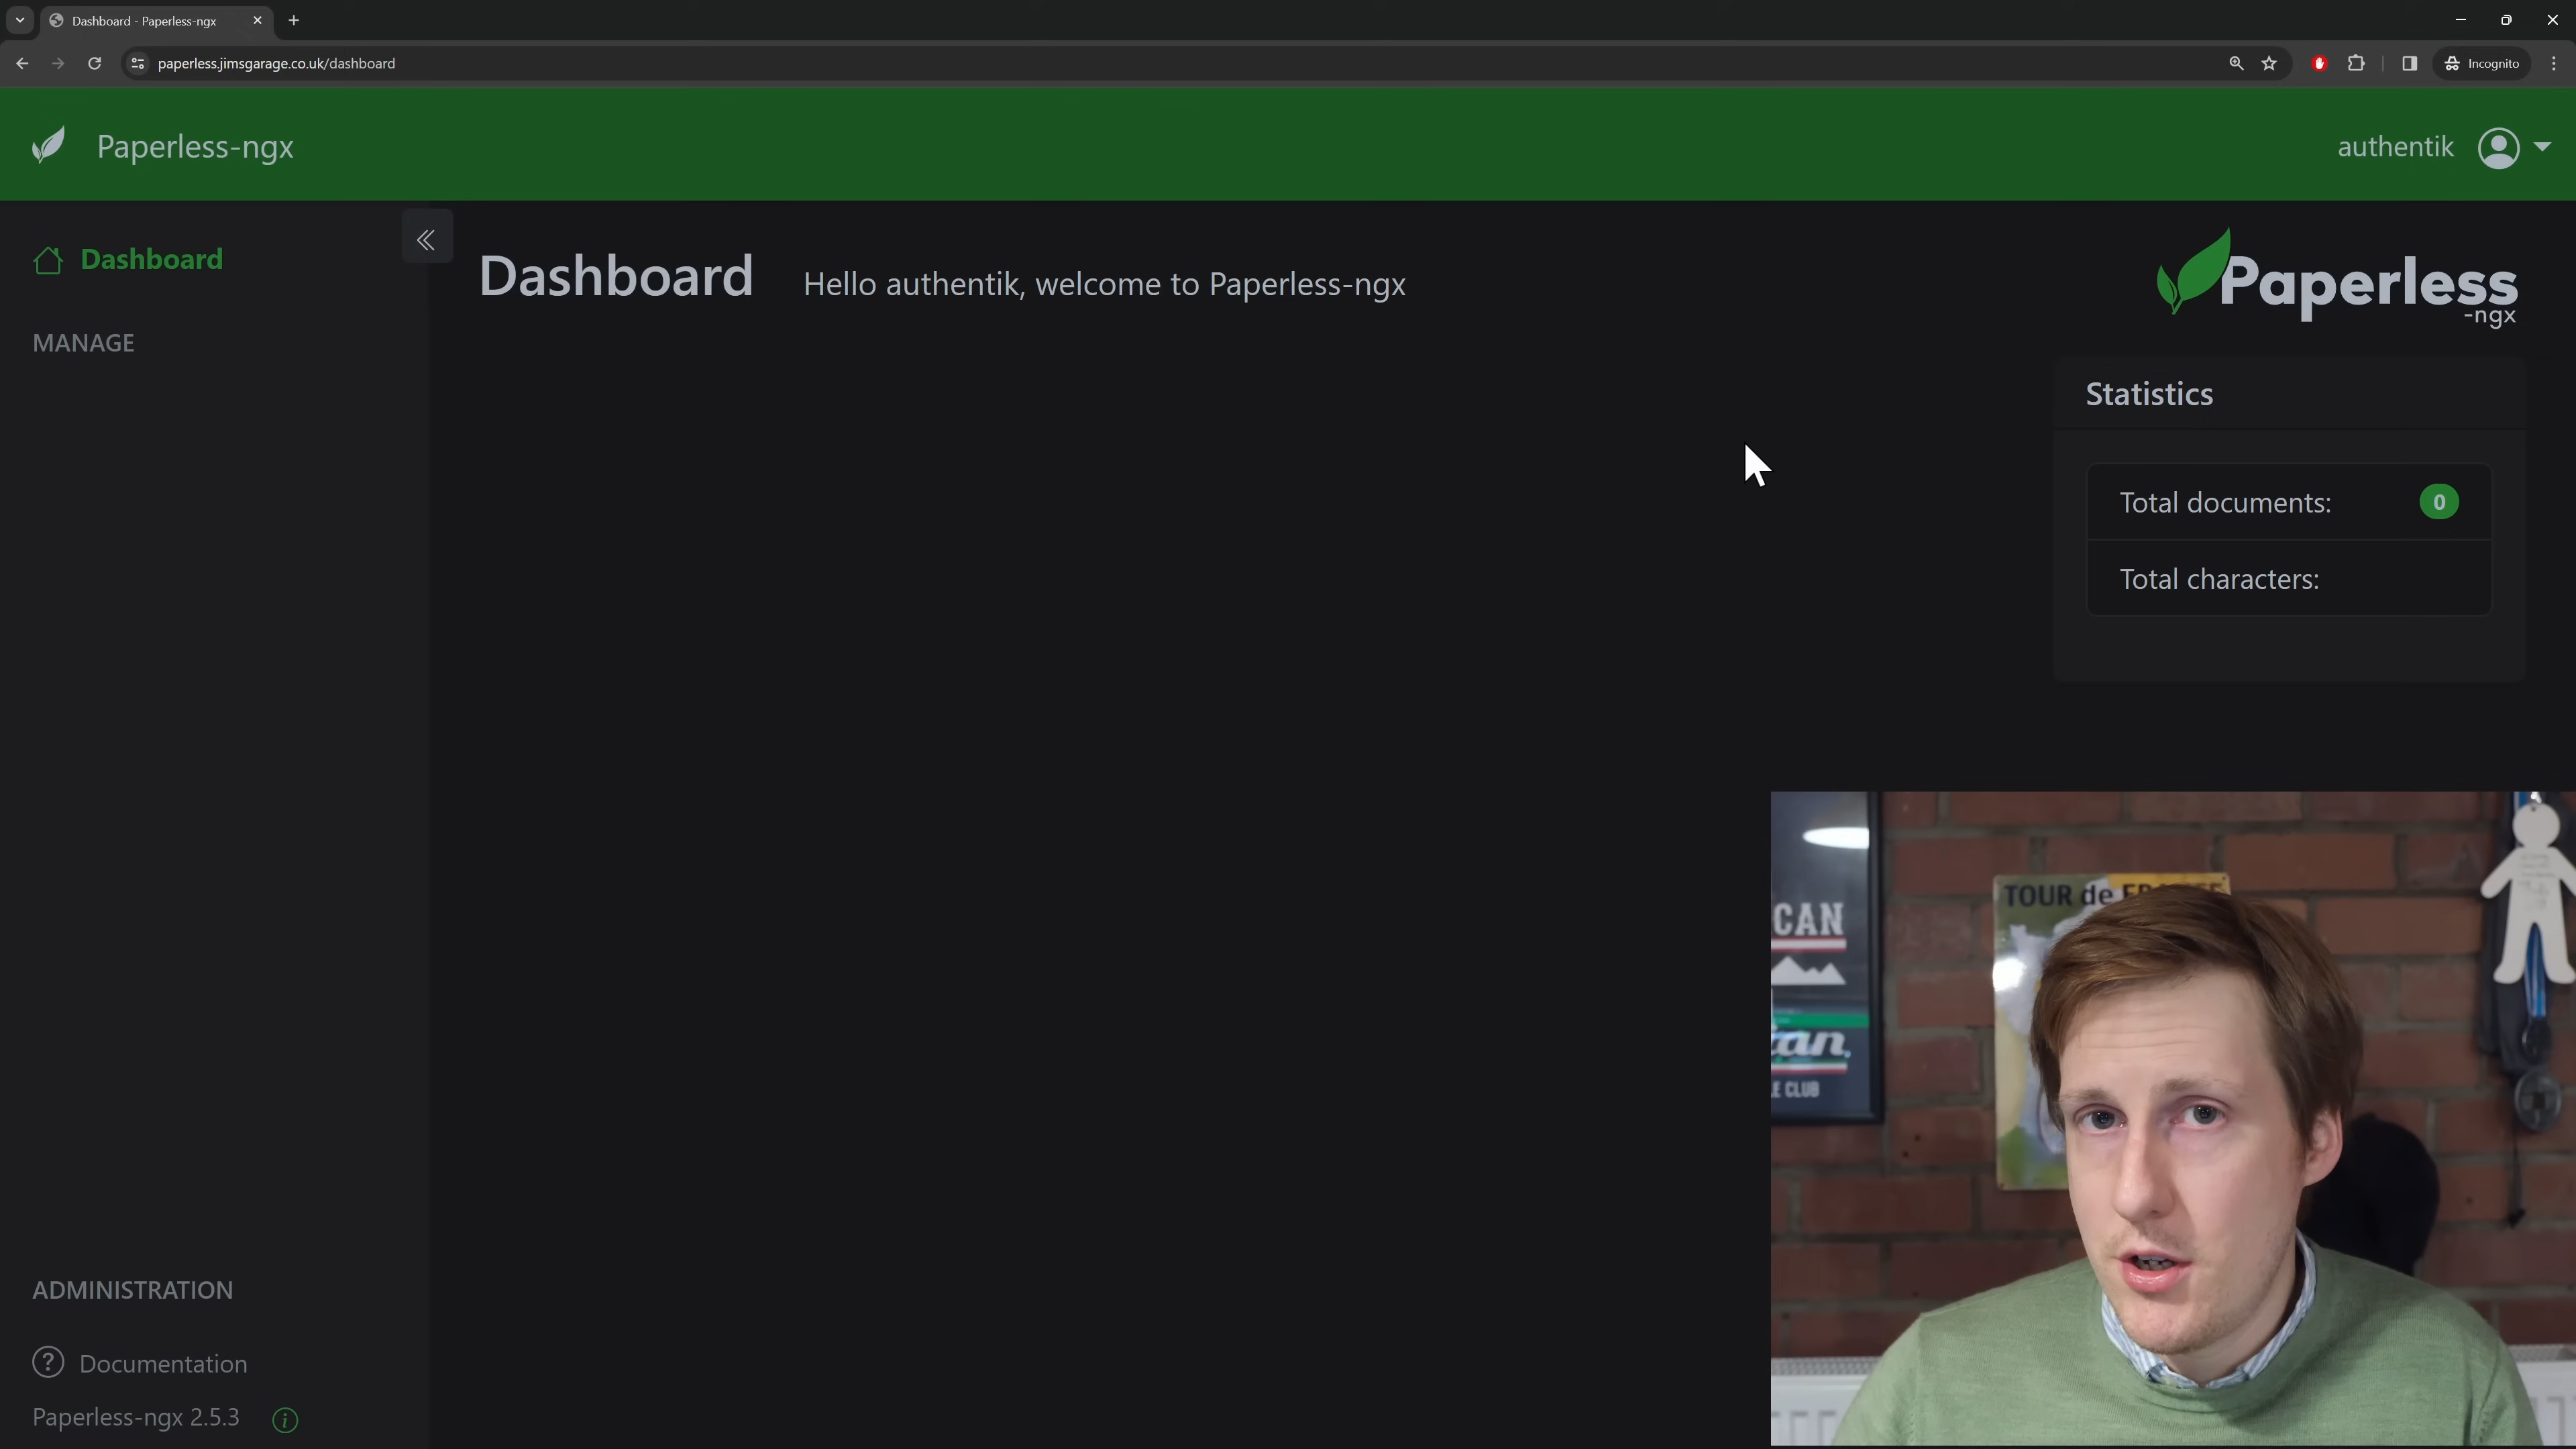 Dashboard - Paperless-ngx
paperless.jimsgarage.co.uk/dashboard
Incognito
Paperless-ngx
authentik
Dashboard
MANAGE
Dashboard
Hello authentik, welcome to Paperless-ngx
Paperless
-ngx
Statistics
Total documents:
0
Total characters:
CAN
TOUR de
CLUB
ADMINISTRATION
Documentation
Paperless-ngx 2.5.3